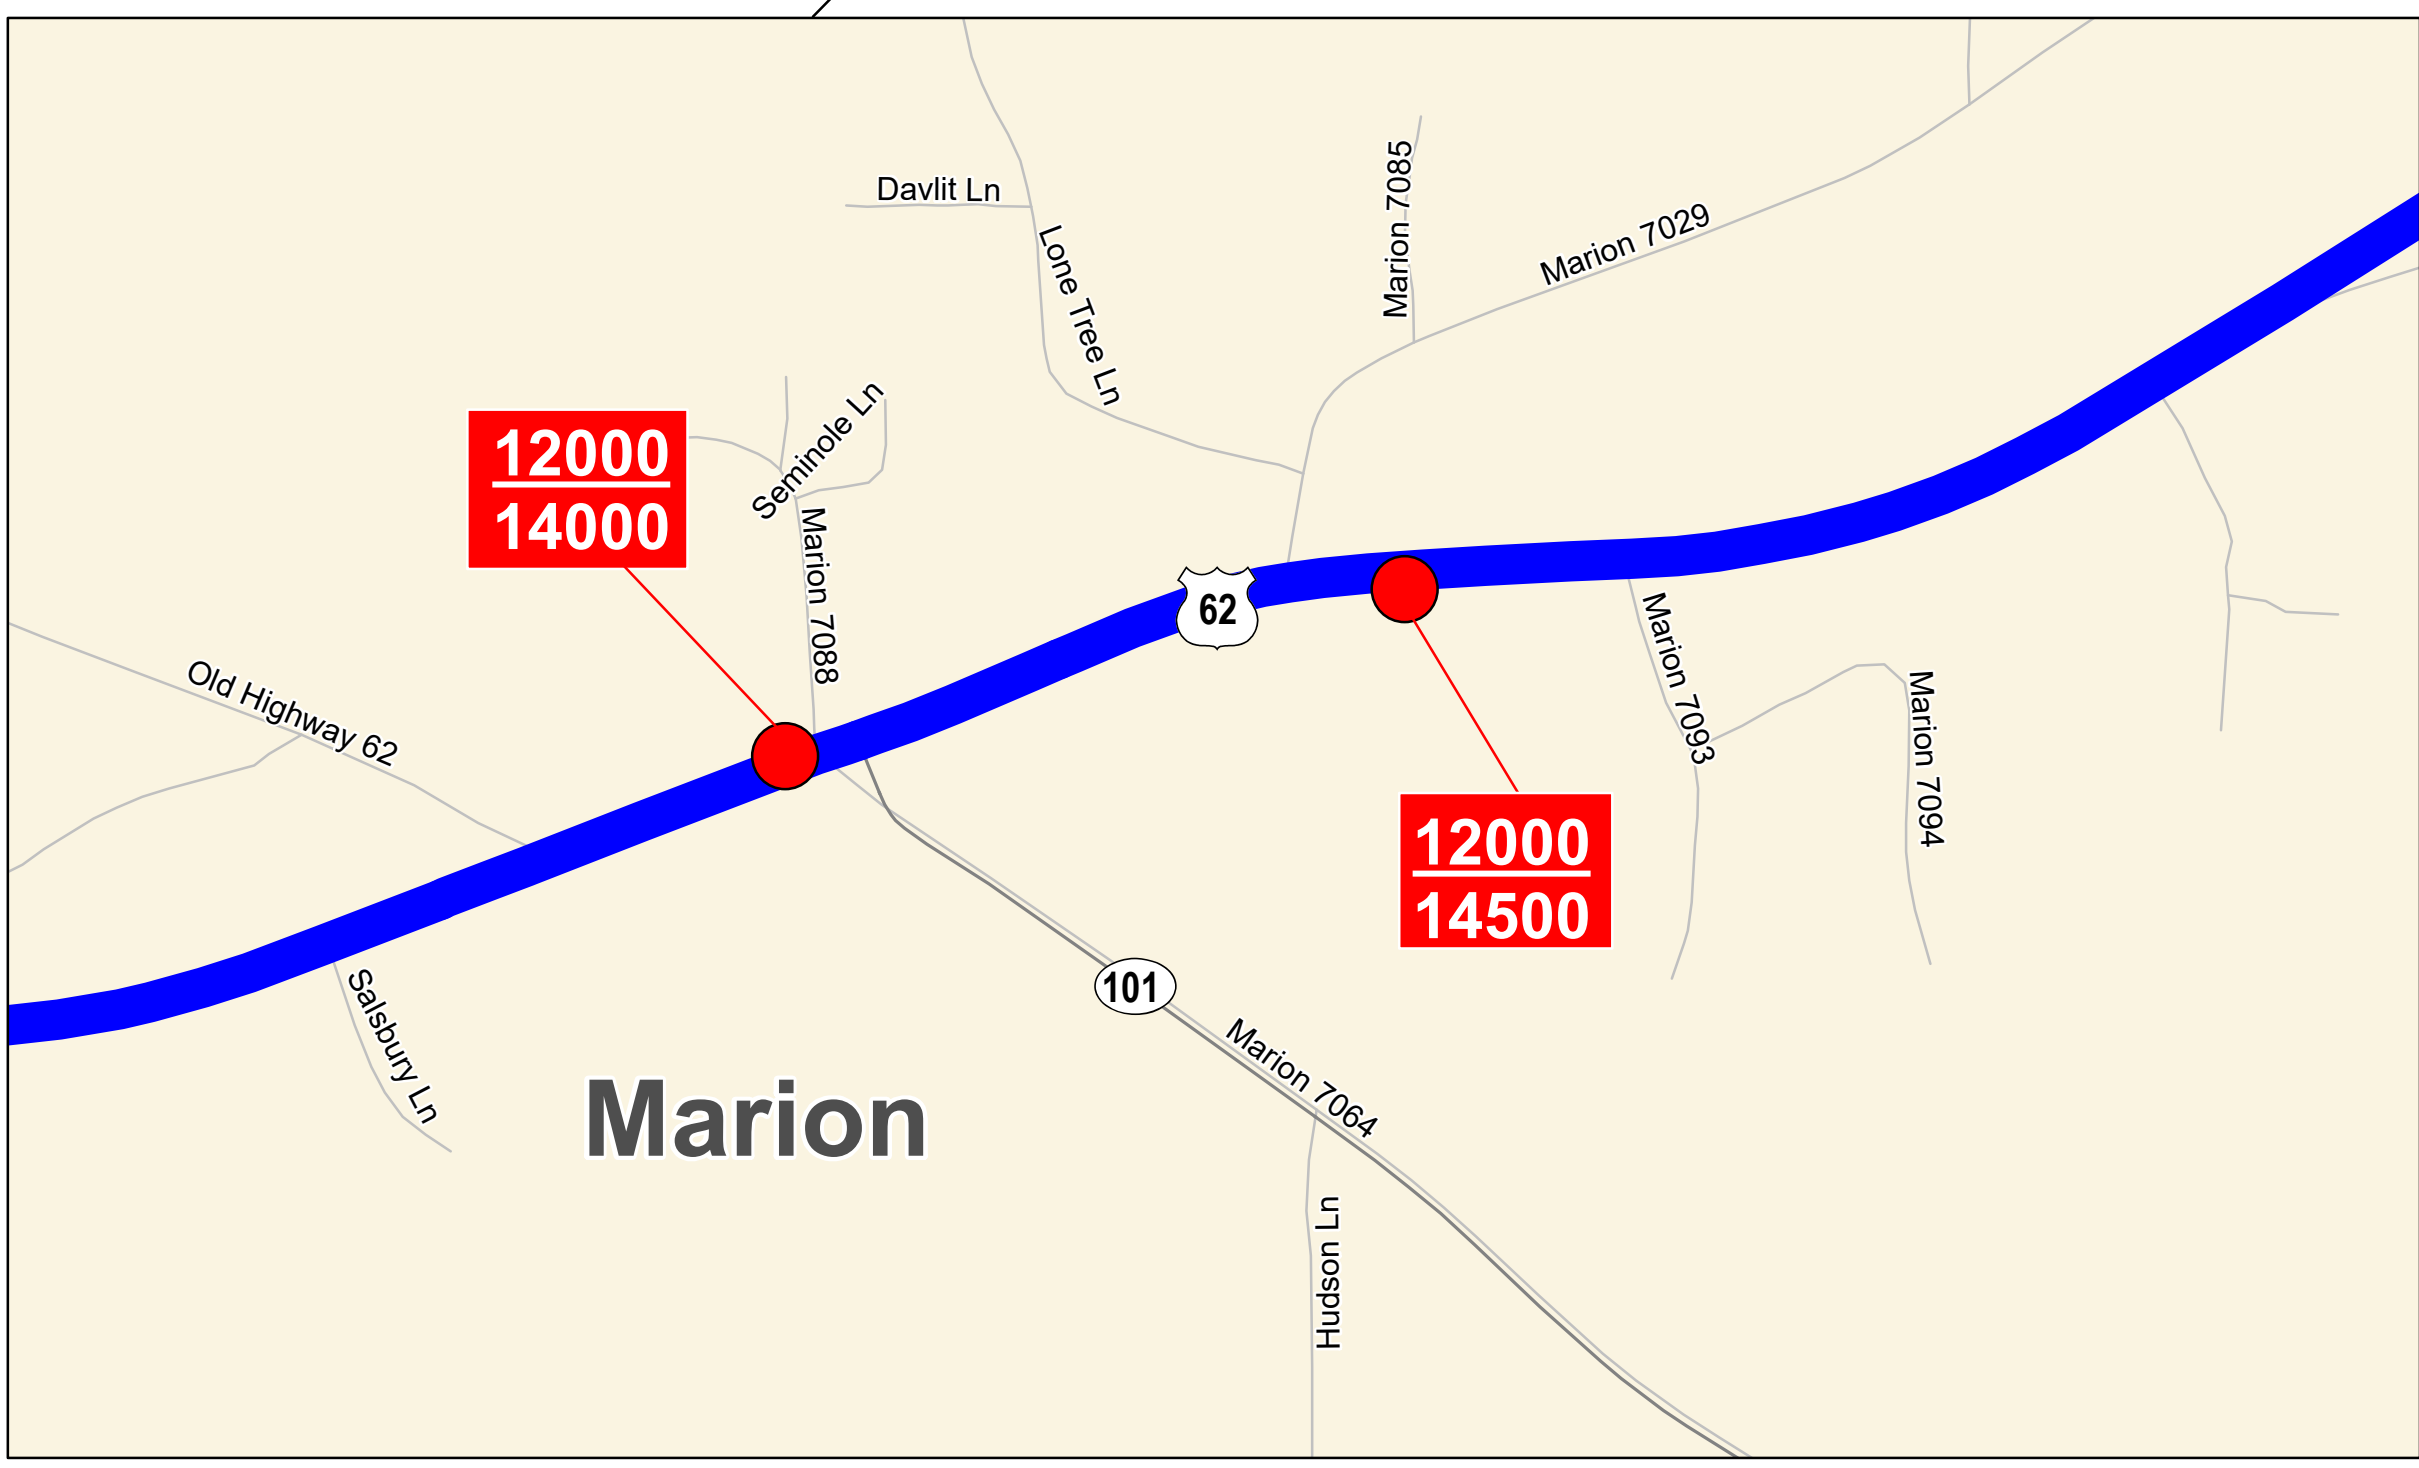 Davlit Ln
Marion 7085
Marion 7029
Lone Tree Ln
Seminole Ln
12000
14000
Marion 7088
62
Old Highway 62
Marion 7093
Marion 7094
12000
14500
101
Salsbury Ln
Marion 7064
Marion
Hudson Ln